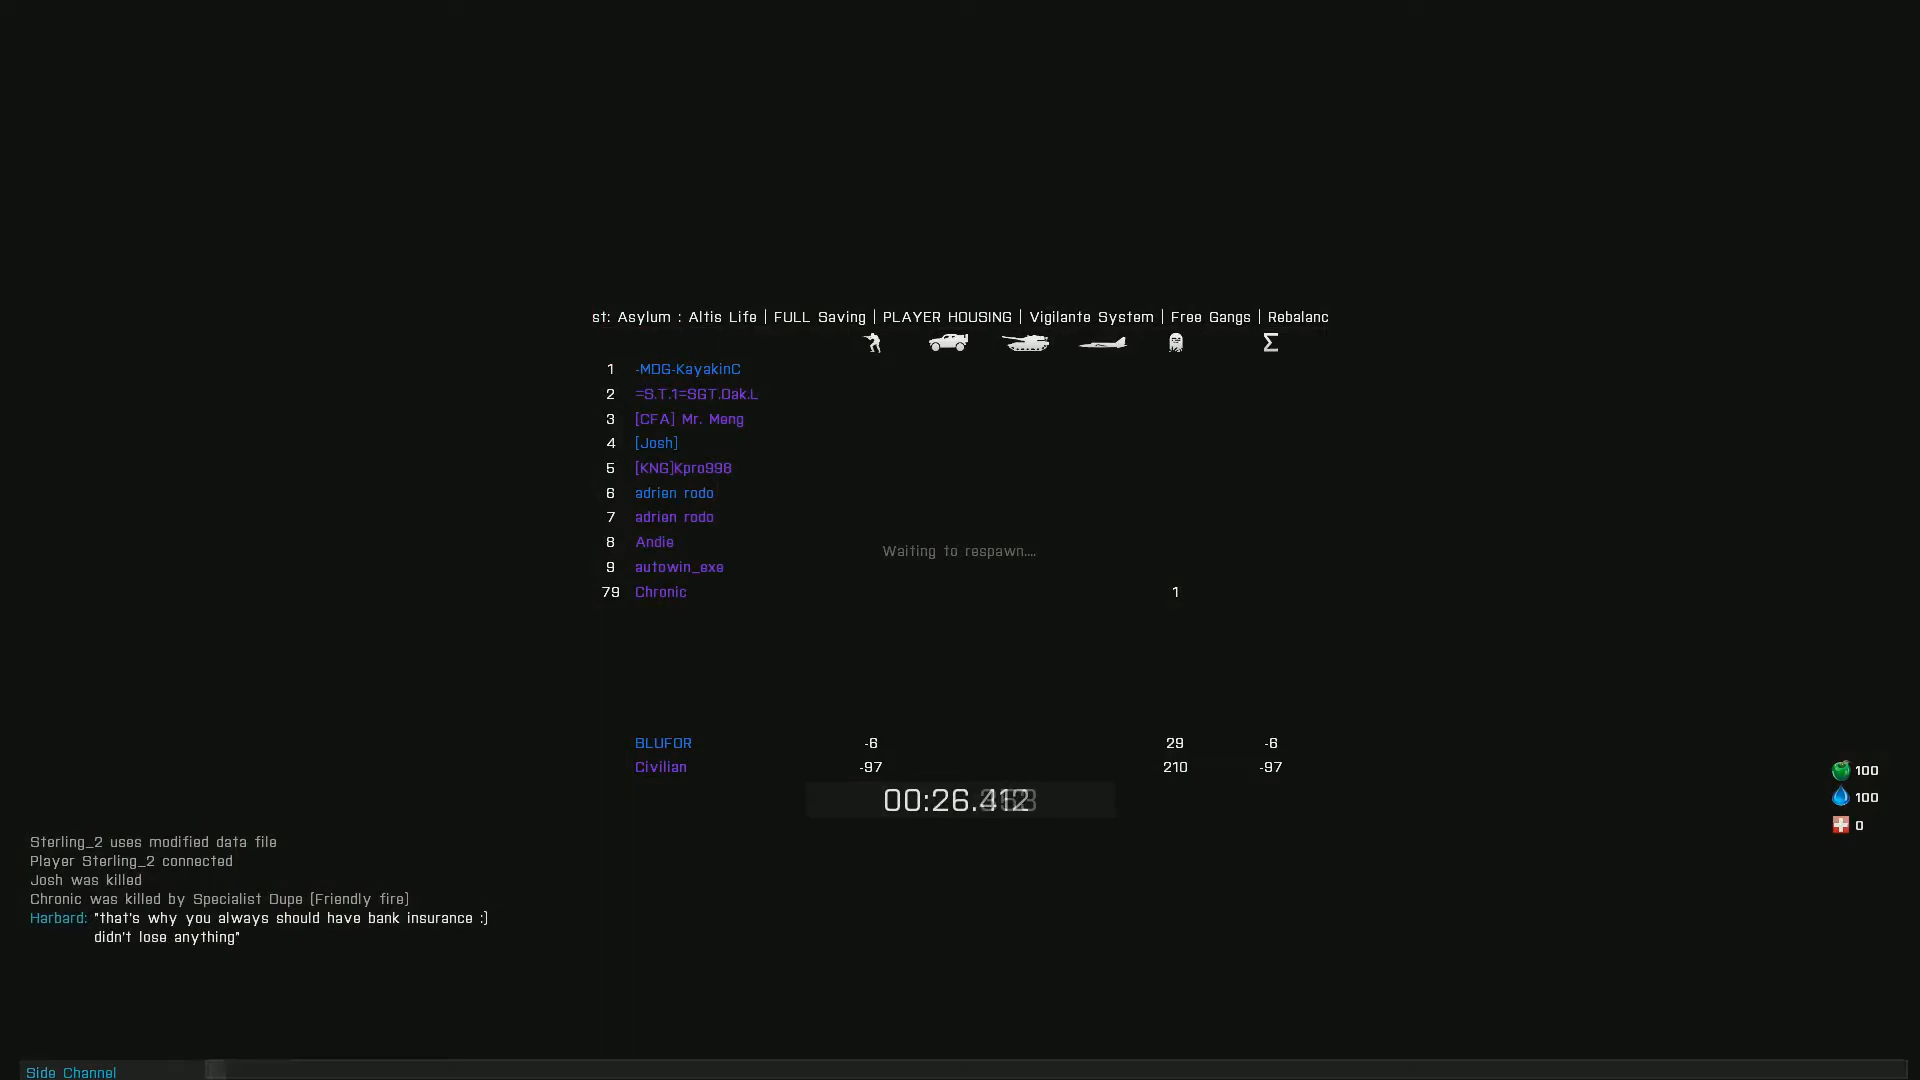 st: Asylum : Altis Life | FULL Saving | PLAYER HOUSING | Vigilante System | Free Gangs | Rebalanc
Σ
1 -MDG-KayakinC
2 =S.T.1=SGT.Dak.L
3 [CFA] Mr. Meng
4 [Josh]
5 [KNG]Kpro998
6 adrien rodo
7 adrien rodo
8 Andie
Waiting to respawn....
9 autowin_exe
79 Chronic 1
BLUFOR -6 29 -6
Civilian -97 210 -97
100
00:26.412
100
0
Sterling_2 uses modified data file
Player Sterling_2 connected
Josh was killed
Chronic was killed by Specialist Dupe (Friendly fire)
Harbard: "that's why you always should have bank insurance :)
didn't lose anything"
Side Channel